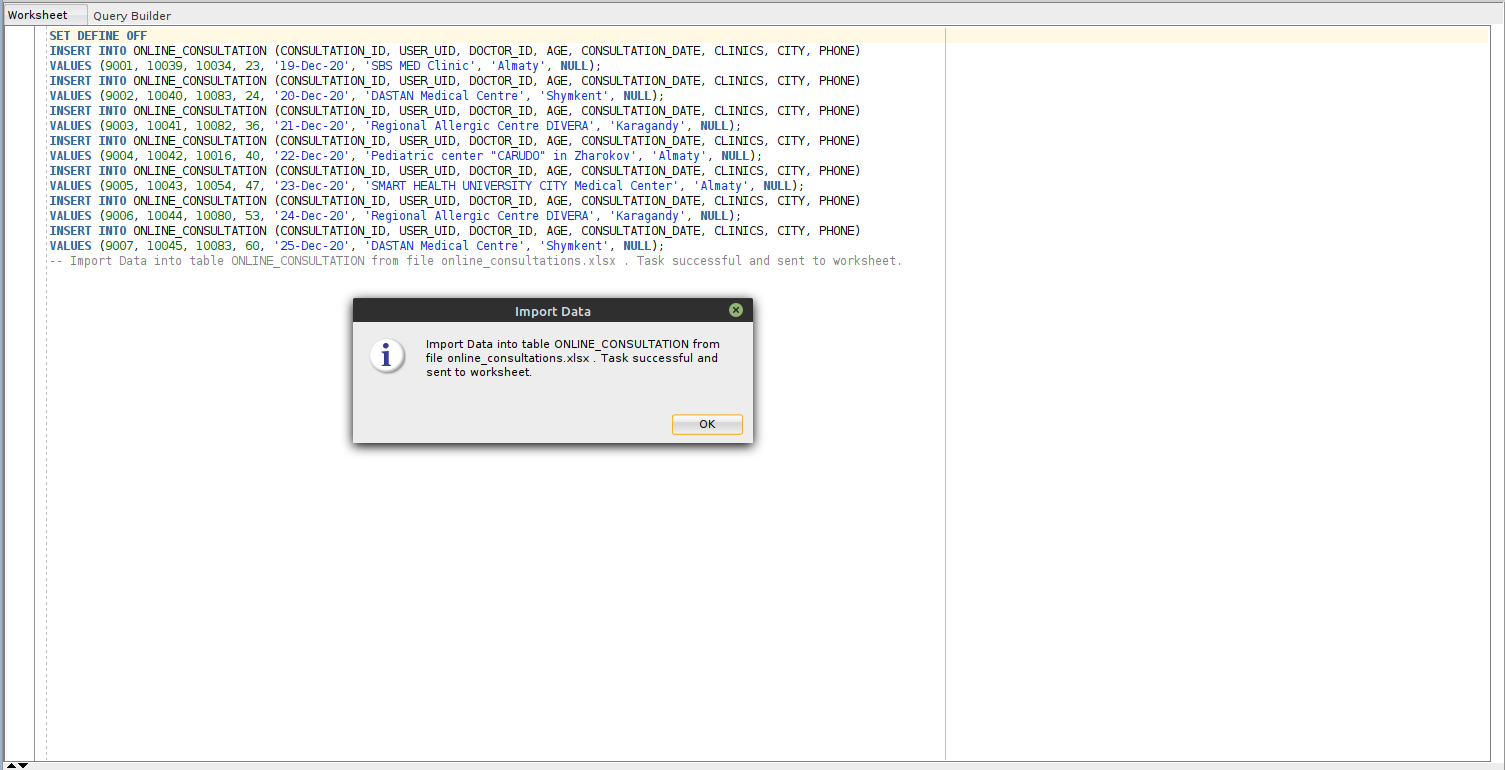 Worksheet Query Builder
SET DEFINE OFF
INSERT INTO ONLINE_CONSULTATION (CONSULTATION_ID, USER_UID, DOCTOR_ID, AGE, CONSULTATION_DATE, CLINICS, CITY, PHONE)
VALUES (9001, 10039, 10034, 23, '19-Dec-20', 'SBS MED Clinic', 'Almaty', NULL);
INSERT INTO ONLINE_CONSULTATION (CONSULTATION_ID, USER_UID, DOCTOR_ID, AGE, CONSULTATION_DATE, CLINICS, CITY, PHONE)
VALUES (9002, 10040, 10083, 24, '20-Dec-20', 'DASTAN Medical Centre', 'Shymkent', NULL);
INSERT INTO ONLINE_CONSULTATION (CONSULTATION_ID, USER_UID, DOCTOR_ID, AGE, CONSULTATION_DATE, CLINICS, CITY, PHONE)
VALUES (9003, 10041, 10082, 36, '21-Dec-20', 'Regional Allergic Centre DIVERA', 'Karagandy', NULL);
INSERT INTO ONLINE_CONSULTATION (CONSULTATION_ID, USER_UID, DOCTOR_ID, AGE, CONSULTATION_DATE, CLINICS, CITY, PHONE)
VALUES (9004, 10042, 10016, 40, '22-Dec-20', 'Pediatric center "CARUDO" in Zharokov', 'Almaty', NULL);
INSERT INTO ONLINE_CONSULTATION (CONSULTATION_ID, USER_UID, DOCTOR_ID, AGE, CONSULTATION_DATE, CLINICS, CITY, PHONE)
VALUES (9005, 10043, 10054, 47, '23-Dec-20', 'SMART HEALTH UNIVERSITY CITY Medical Center', 'Almaty', NULL);
INSERT INTO ONLINE_CONSULTATION (CONSULTATION_ID, USER_UID, DOCTOR_ID, AGE, CONSULTATION_DATE, CLINICS, CITY, PHONE)
VALUES (9006, 10044, 10080, 53, '24-Dec-20', 'Regional Allergic Centre DIVERA', 'Karagandy', NULL);
INSERT INTO ONLINE_CONSULTATION (CONSULTATION_ID, USER_UID, DOCTOR_ID, AGE, CONSULTATION_DATE, CLINICS, CITY, PHONE)
VALUES (9007, 10045, 10083, 60, '25-Dec-20', 'DASTAN Medical Centre', 'Shymkent', NULL);
-- Import Data into table ONLINE_CONSULTATION from file online_consultations.xlsx . Task successful and sent to worksheet.
Import Data
Import Data into table ONLINE_CONSULTATION from
file online_consultations.xlsx . Task successful and
sent to worksheet.
OK